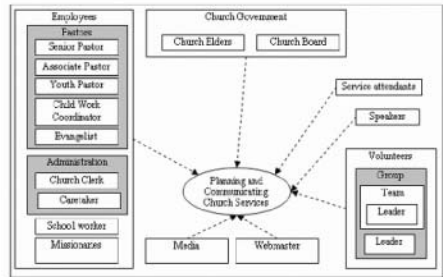 Employees
Pastors
Senior Pastor
Associate Pastor
Youth Pastor
Child Work
Coordinator
Evangelist
Administration
Church Clerk
Caretaker
School worker
Missionaries
Church Government
Church Elders
Church Board
Service attendants
Speakers
Planning and
Communicating
Church Services
Media
Webmaster
Volunteers
Group
Team
Leader
Leader